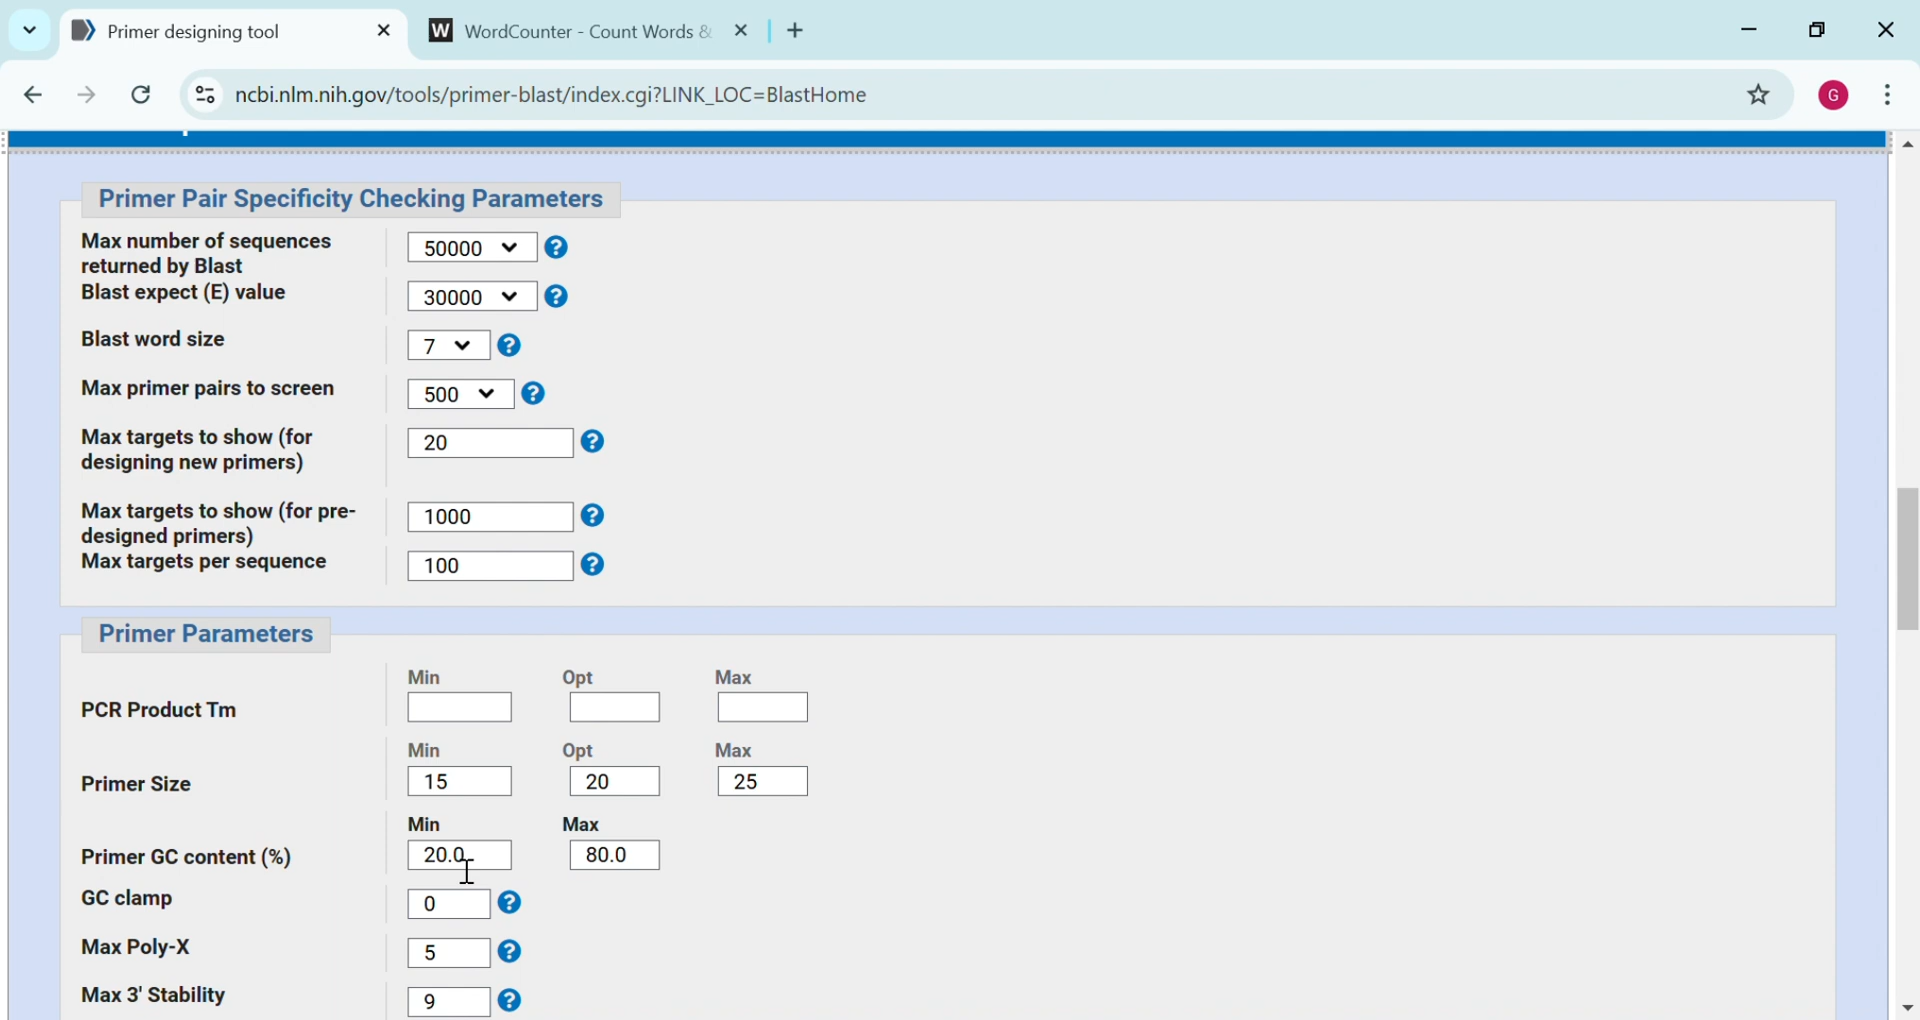 Primer designing tool
W WordCounter - Count Words &
ncbi.nlm.nih.gov/tools/primer-blast/index.cgi?LINK_LOC=BlastHome
G
Primer Pair Specificity Checking Parameters
Max number of sequences returned by Blast 50000 ?
Blast expect (E) value 30000 ?
Blast word size 7 ?
Max primer pairs to screen 500 ?
Max targets to show (for designing new primers) 20 ?
Max targets to show (for pre-designed primers) 1000 ?
Max targets per sequence 100 ?
Primer Parameters
Min Opt Max
PCR Product Tm
Min Opt Max
Primer Size 15 20 25
Min Max
Primer GC content (%) 20.0 80.0
GC clamp 0 ?
Max Poly-X 5 ?
Max 3' Stability 9 ?